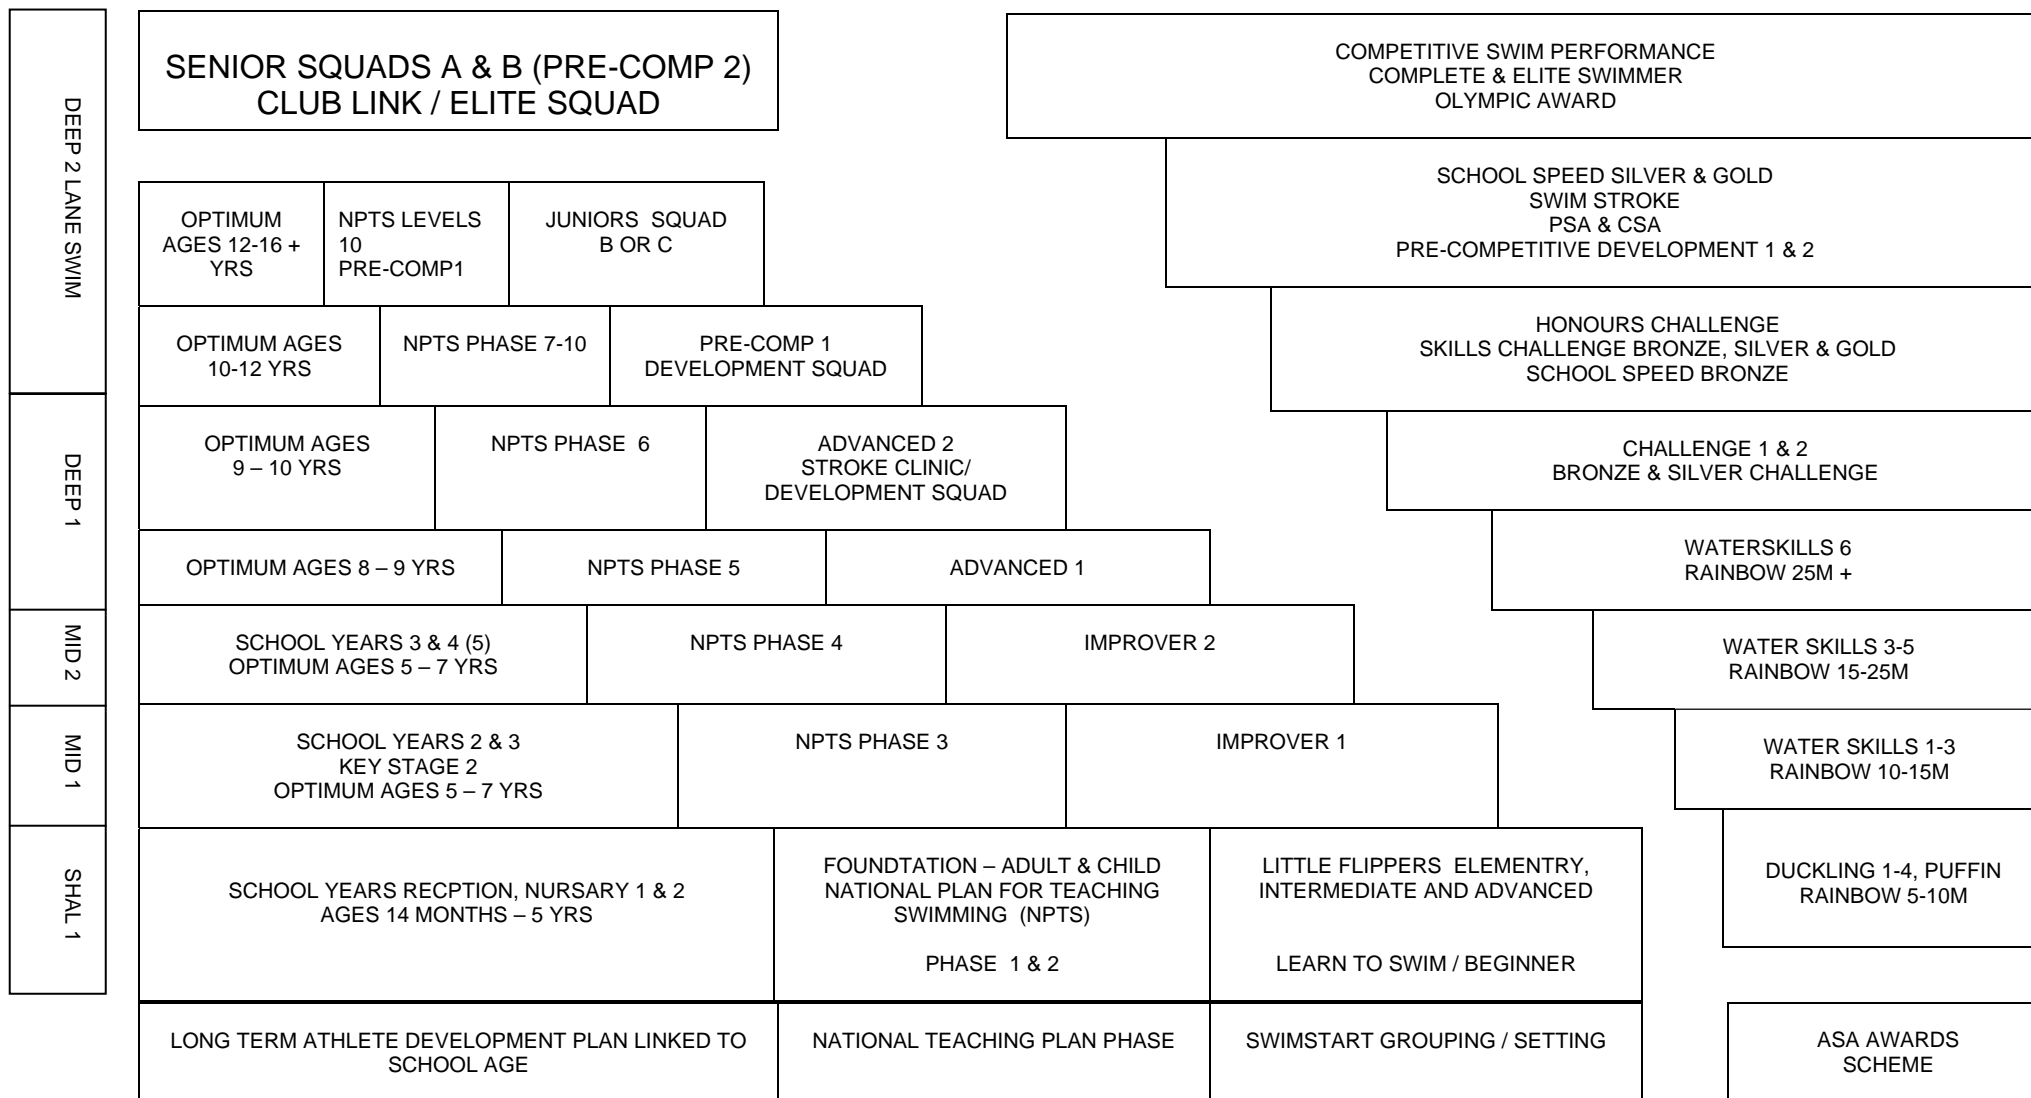 DEEP 2 LANE SWIM
DEEP 1
MID 2
MID 1
SHAL 1
SENIOR SQUADS A & B (PRE-COMP 2)
CLUB LINK / ELITE SQUAD
OPTIMUM
AGES 12-16 +
YRS
NPTS LEVELS
10
PRE-COMP1
JUNIORS SQUAD
B OR C
OPTIMUM AGES
10-12 YRS
NPTS PHASE 7-10
PRE-COMP 1
DEVELOPMENT SQUAD
OPTIMUM AGES
9 – 10 YRS
NPTS PHASE 6
ADVANCED 2
STROKE CLINIC/
DEVELOPMENT SQUAD
OPTIMUM AGES 8 – 9 YRS
NPTS PHASE 5
ADVANCED 1
SCHOOL YEARS 3 & 4 (5)
OPTIMUM AGES 5 – 7 YRS
NPTS PHASE 4
IMPROVER 2
SCHOOL YEARS 2 & 3
KEY STAGE 2
OPTIMUM AGES 5 – 7 YRS
NPTS PHASE 3
IMPROVER 1
SCHOOL YEARS RECPTION, NURSARY 1 & 2
AGES 14 MONTHS – 5 YRS
FOUNDTATION – ADULT & CHILD
NATIONAL PLAN FOR TEACHING
SWIMMING (NPTS)
PHASE 1 & 2
LITTLE FLIPPERS ELEMENTRY,
INTERMEDIATE AND ADVANCED
LEARN TO SWIM / BEGINNER
LONG TERM ATHLETE DEVELOPMENT PLAN LINKED TO
SCHOOL AGE
NATIONAL TEACHING PLAN PHASE
SWIMSTART GROUPING / SETTING
COMPETITIVE SWIM PERFORMANCE
COMPLETE & ELITE SWIMMER
OLYMPIC AWARD
SCHOOL SPEED SILVER & GOLD
SWIM STROKE
PSA & CSA
PRE-COMPETITIVE DEVELOPMENT 1 & 2
HONOURS CHALLENGE
SKILLS CHALLENGE BRONZE, SILVER & GOLD
SCHOOL SPEED BRONZE
CHALLENGE 1 & 2
BRONZE & SILVER CHALLENGE
WATERSKILLS 6
RAINBOW 25M +
WATER SKILLS 3-5
RAINBOW 15-25M
WATER SKILLS 1-3
RAINBOW 10-15M
DUCKLING 1-4, PUFFIN
RAINBOW 5-10M
ASA AWARDS
SCHEME